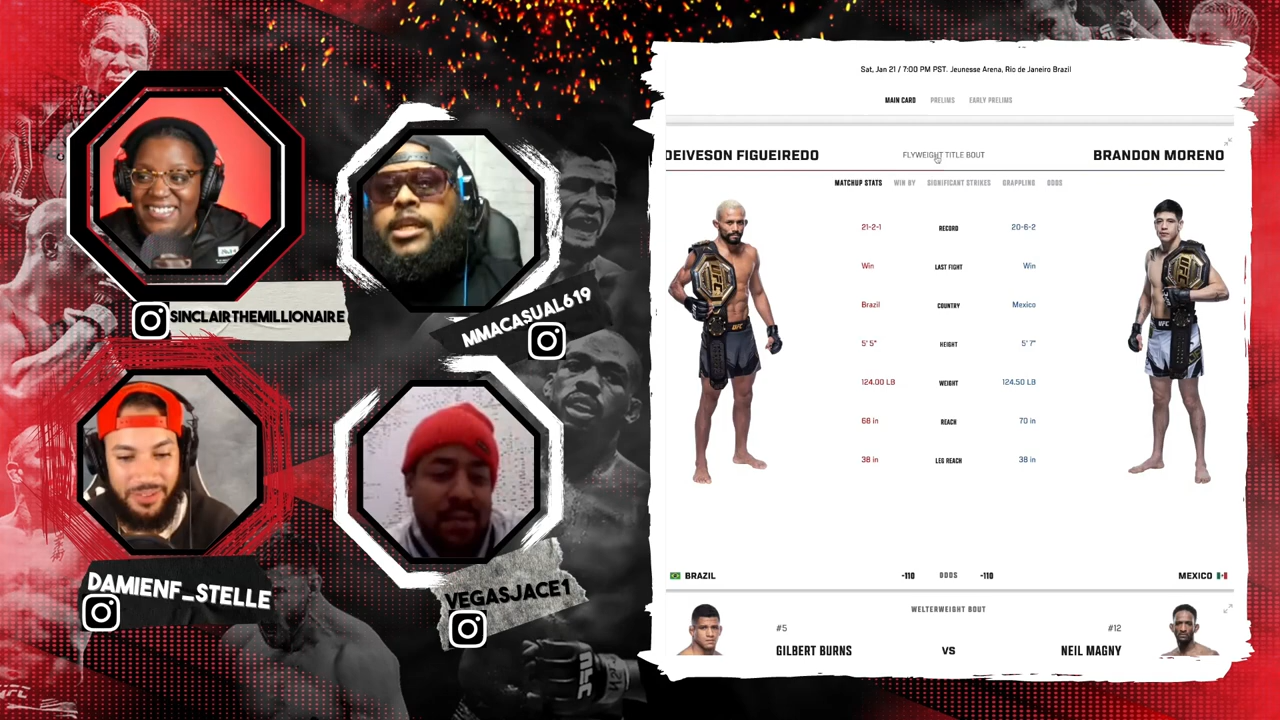 SINCLAIRTHEMILLIONAIRE
MMACASUAL619
DAMIENF_STELLE
VEGASJACE1
Sat, Jan 21 / 7:00 PM PST. Jeunesse Arena, Rio de Janeiro Brazil
MAIN CARD PRELIMS EARLY PRELIMS
DEIVESON FIGUEIREDO FLYWEIGHT TITLE BOUT BRANDON MORENO
MATCHUP STATS WIN BY SIGNIFICANT STRIKES GRAPPLING ODDS
21-2-1 RECORD 20-6-2
Win LAST FIGHT Win
Brazil COUNTRY Mexico
5' 5" HEIGHT 5' 7"
124.00 LB WEIGHT 124.50 LB
68 in REACH 70 in
38 in LEG REACH 38 in
BRAZIL -110 ODDS -110 MEXICO
WELTERWEIGHT BOUT
#5 #12
GILBERT BURNS VS NEIL MAGNY
UFC